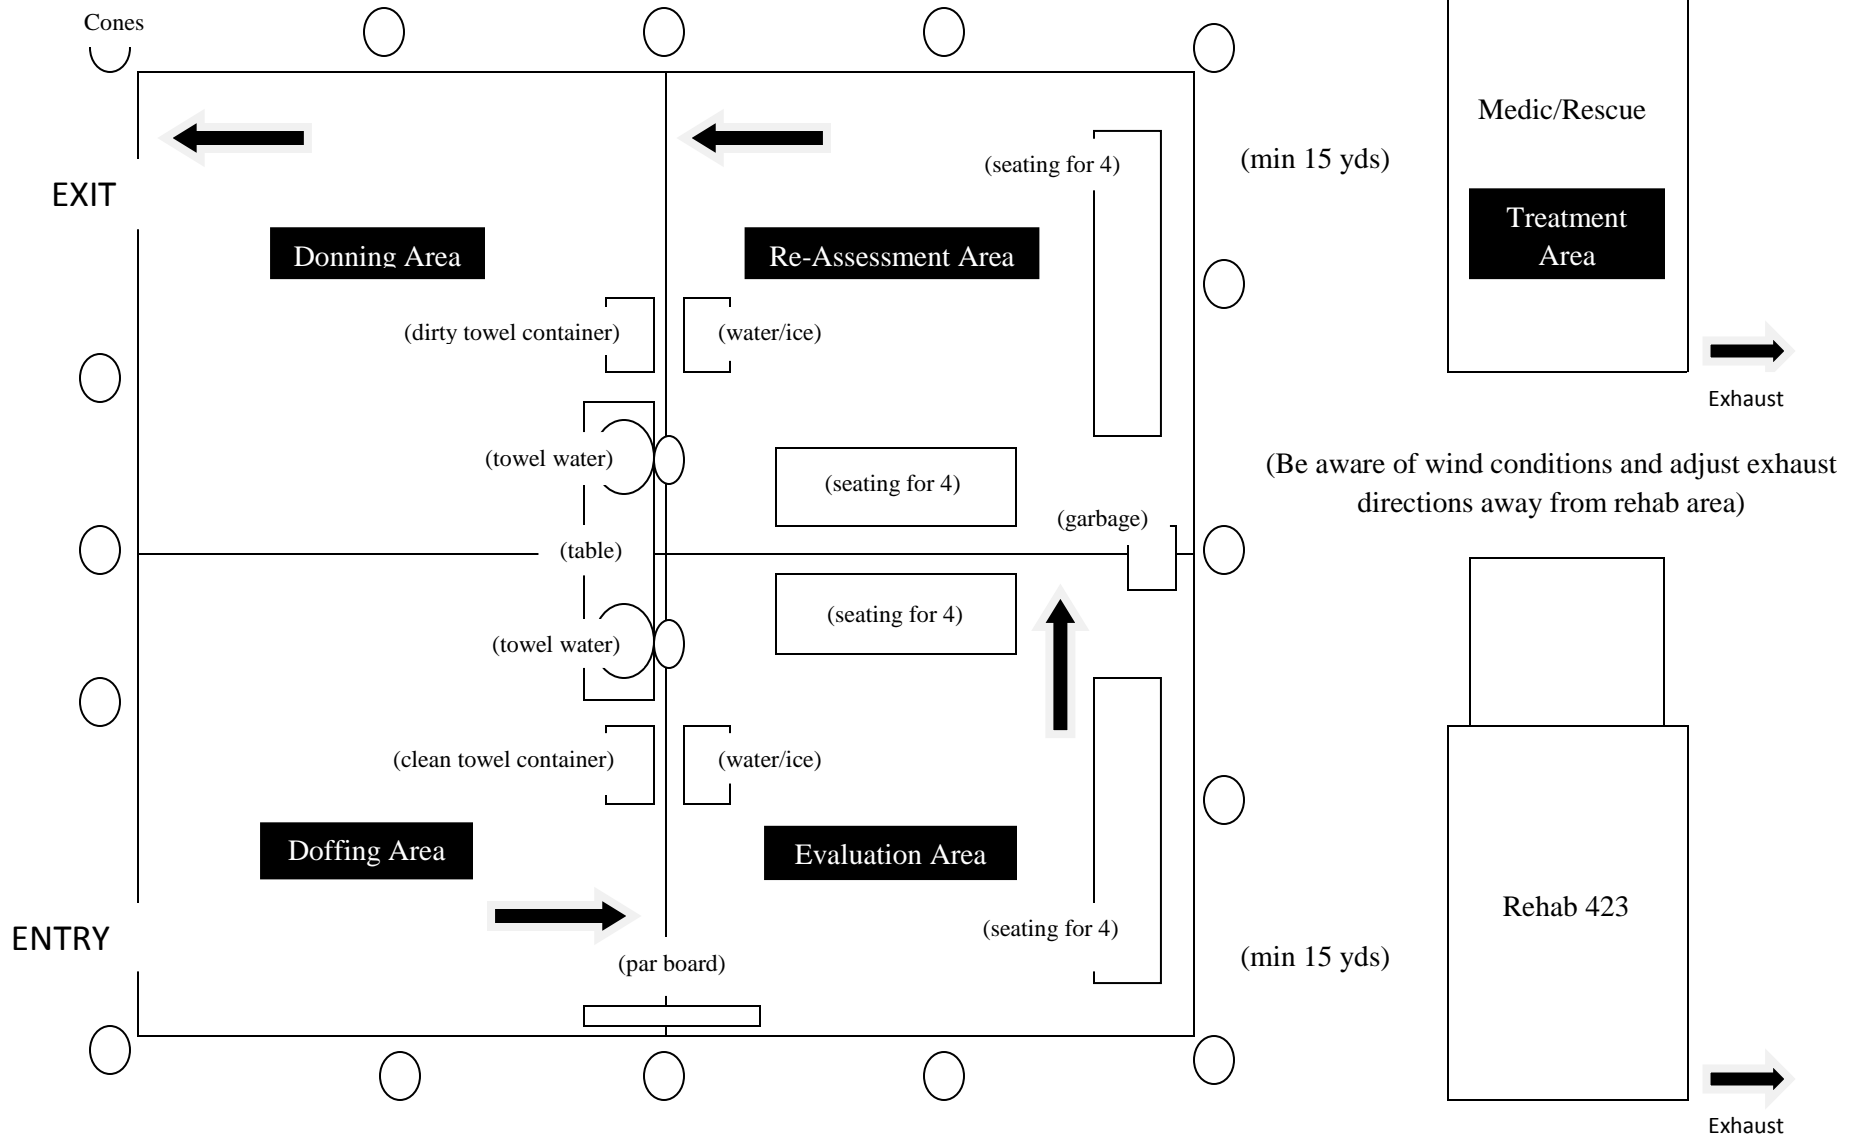 Cones
Medic/Rescue
(min 15 yds)
(seating for 4)
EXIT
Treatment
Area
Donning Area
Re-Assessment Area
(dirty towel container)
(water/ice)
Exhaust
(towel water)
(seating for 4)
(Be aware of wind conditions and adjust exhaust
directions away from rehab area)
(garbage)
(table)
(seating for 4)
(towel water)
(clean towel container)
(water/ice)
Doffing Area
Evaluation Area
Rehab 423
ENTRY
(seating for 4)
(par board)
(min 15 yds)
Exhaust